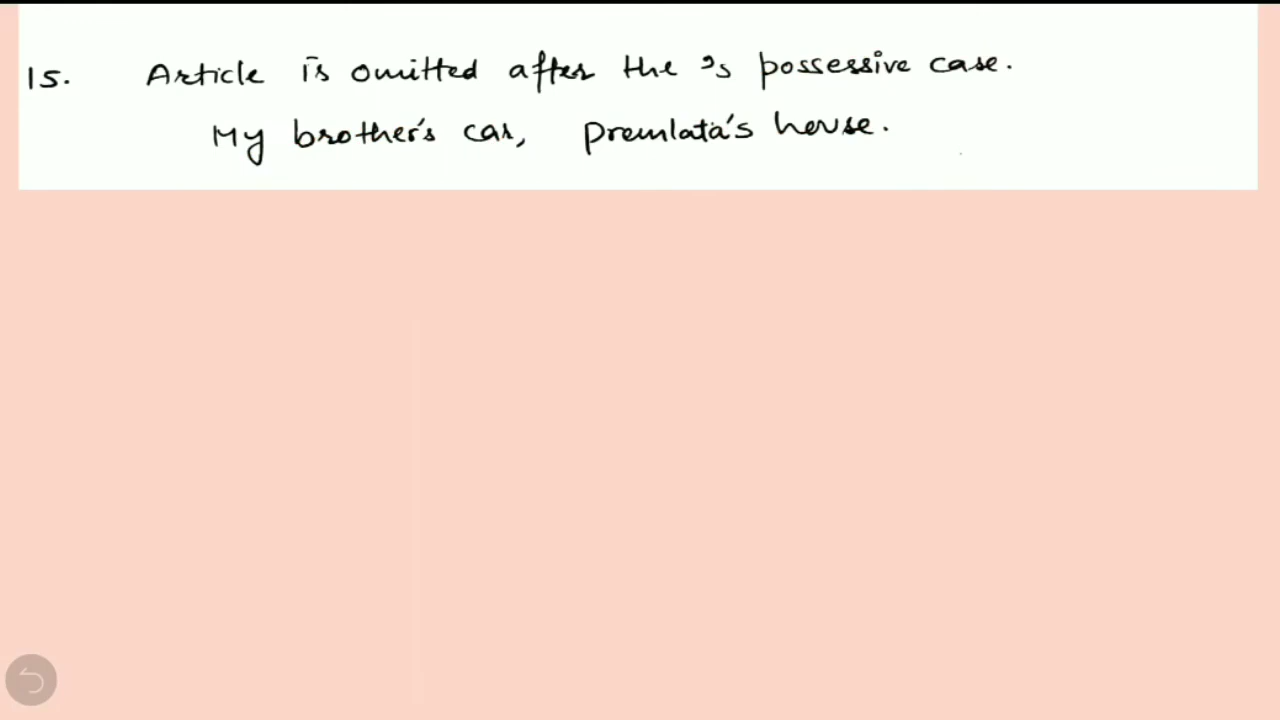 15. Article is omitted after the 's possessive case.
My brother's car, Premlata's house.